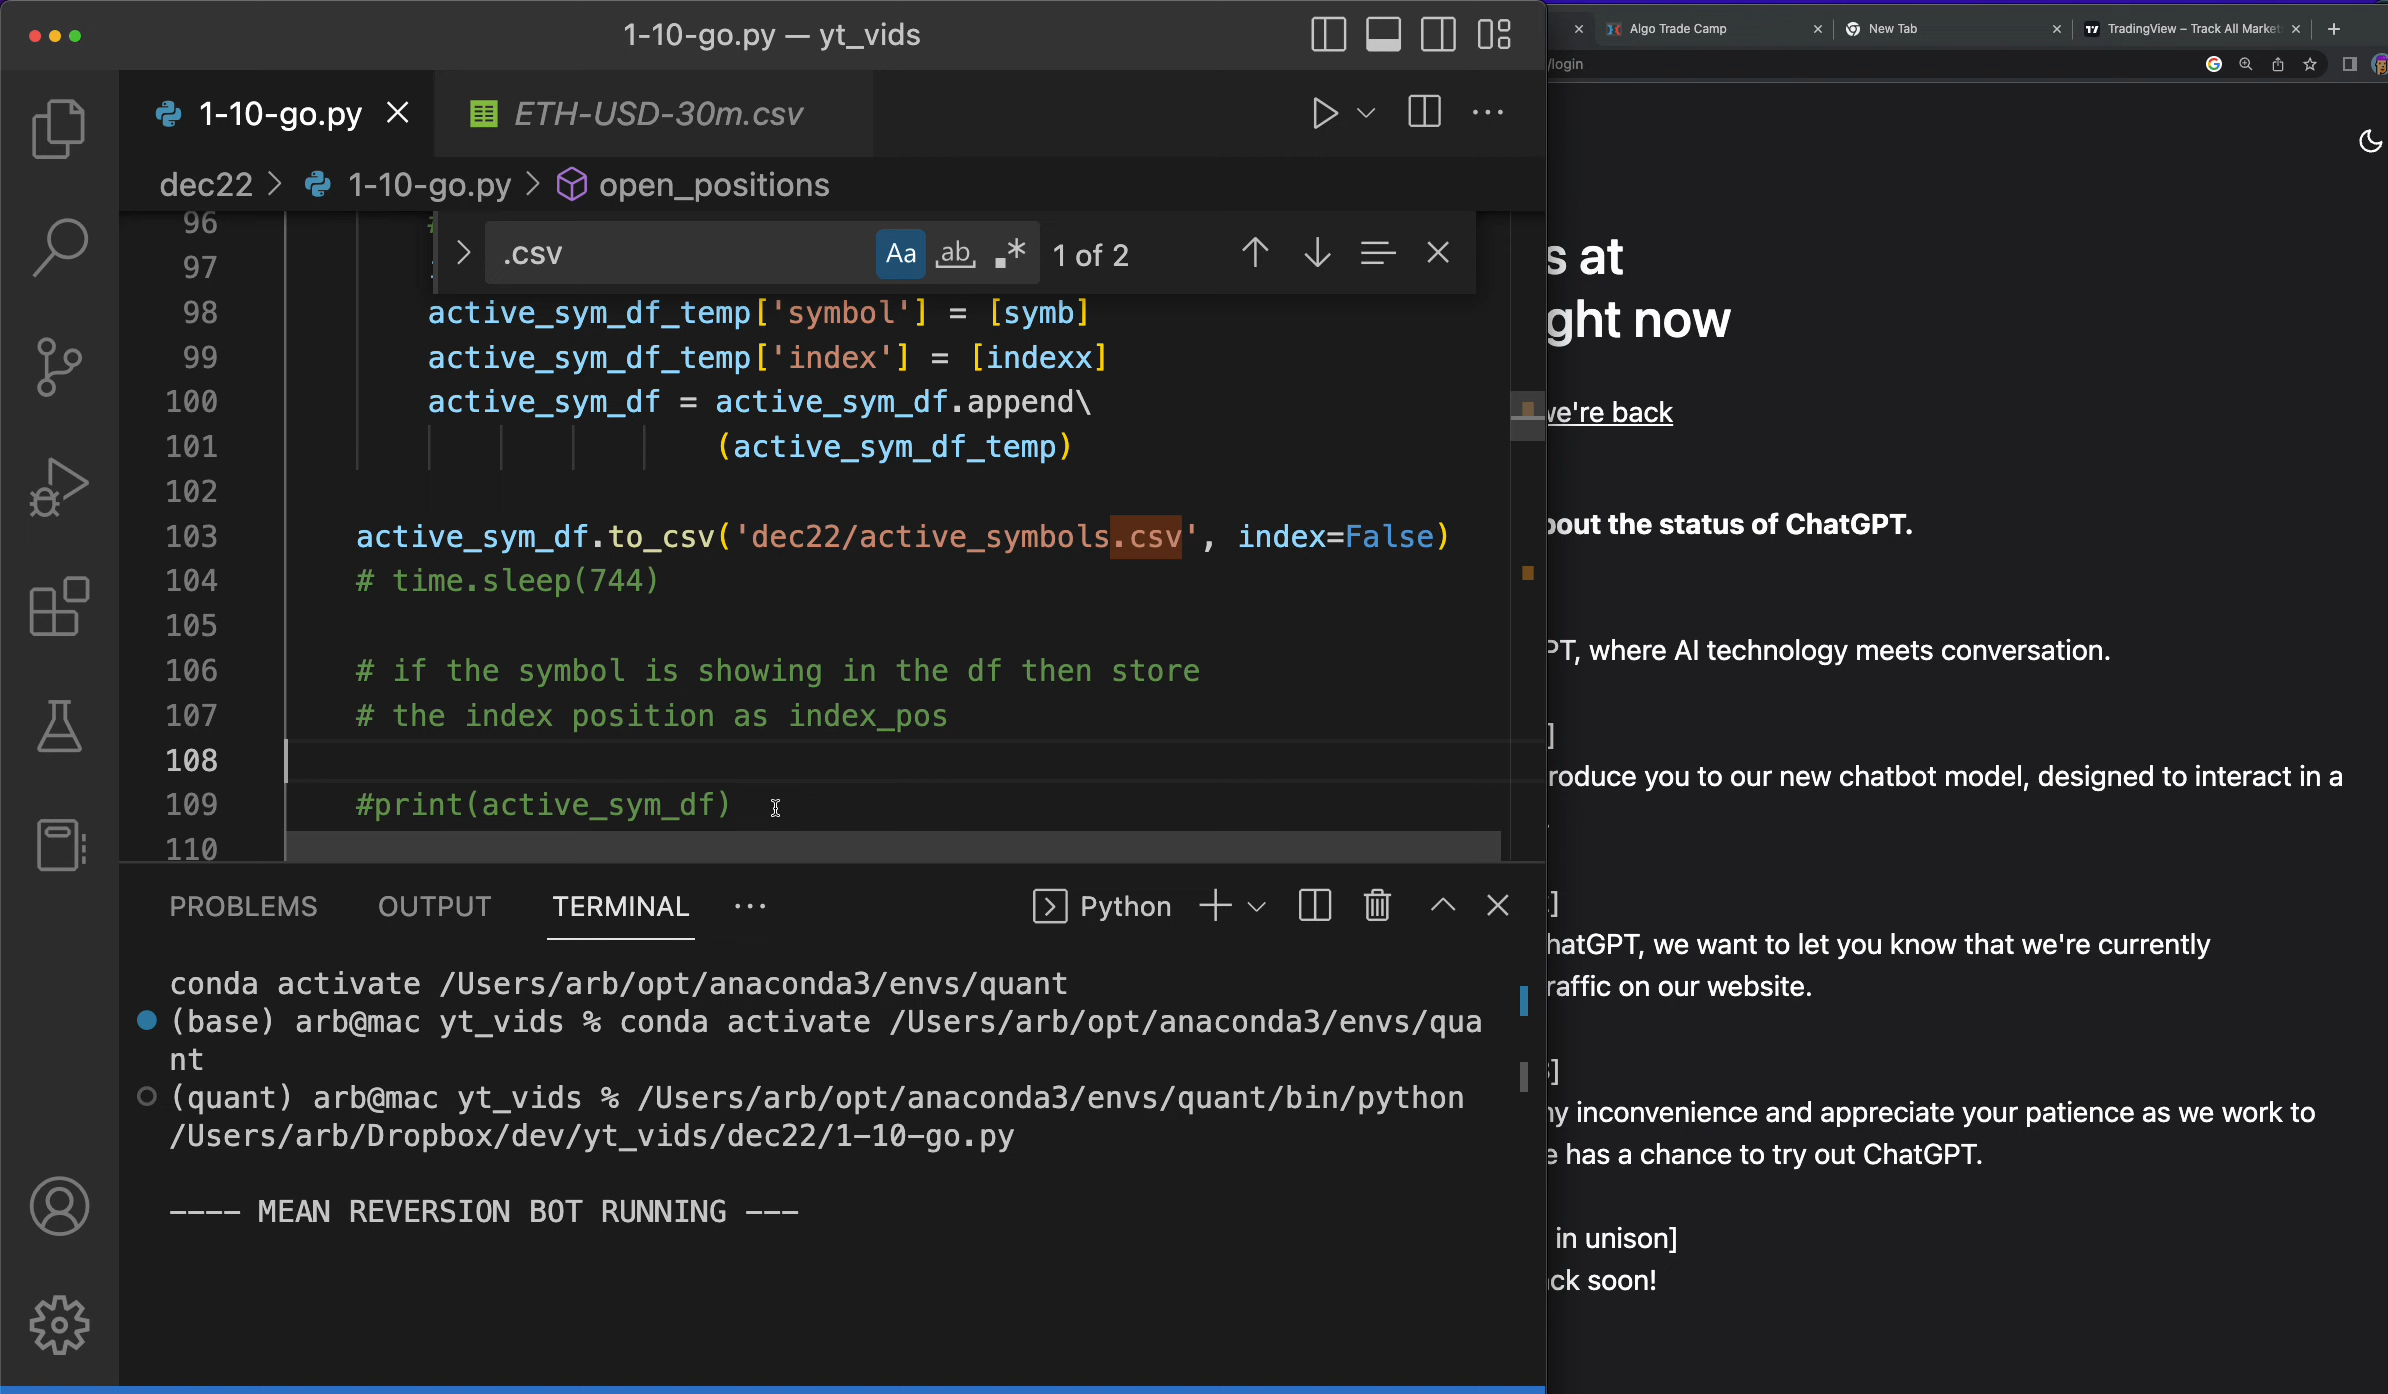 1-10-go.py — yt_vids
1-10-go.py
ETH-USD-30m.csv
dec22 > 1-10-go.py > open_positions
.csv Aa ab .* 1 of 2
96 #
97
98 active_sym_df_temp['symbol'] = [symb]
99 active_sym_df_temp['index'] = [indexx]
100 active_sym_df = active_sym_df.append\
101 (active_sym_df_temp)
102
103 active_sym_df.to_csv('dec22/active_symbols.csv', index=False)
104 # time.sleep(744)
105
106 # if the symbol is showing in the df then store
107 # the index position as index_pos
108
109 #print(active_sym_df)
110
PROBLEMS OUTPUT TERMINAL ··· Python
conda activate /Users/arb/opt/anaconda3/envs/quant
(base) arb@mac yt_vids % conda activate /Users/arb/opt/anaconda3/envs/qua
nt
(quant) arb@mac yt_vids % /Users/arb/opt/anaconda3/envs/quant/bin/python
/Users/arb/Dropbox/dev/yt_vids/dec22/1-10-go.py
---- MEAN REVERSION BOT RUNNING ---
Algo Trade Camp
New Tab
TradingView – Track All Market
/login
s at
ght now
we're back
bout the status of ChatGPT.
PT, where AI technology meets conversation.
]
roduce you to our new chatbot model, designed to interact in a
.
]
hatGPT, we want to let you know that we're currently
raffic on our website.
]
ny inconvenience and appreciate your patience as we work to
e has a chance to try out ChatGPT.
in unison]
ck soon!